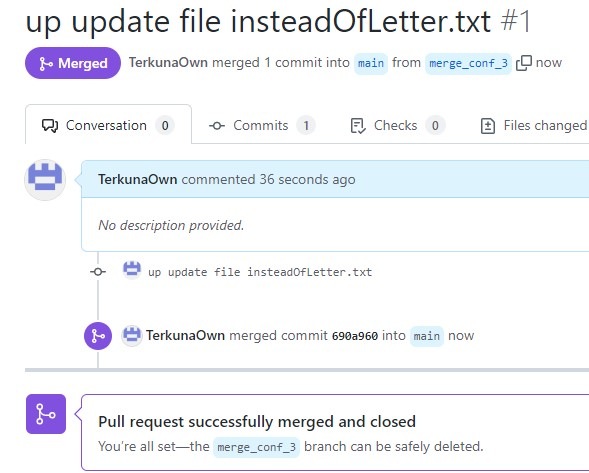 up update file insteadOfLetter.txt #1
Merged TerkunaOwn merged 1 commit into main from merge_conf_3 now
Conversation 0 Commits 1 Checks 0 Files changed
TerkunaOwn commented 36 seconds ago
No description provided.
up update file insteadOfLetter.txt
TerkunaOwn merged commit 690a960 into main now
Pull request successfully merged and closed
You're all set—the merge_conf_3 branch can be safely deleted.